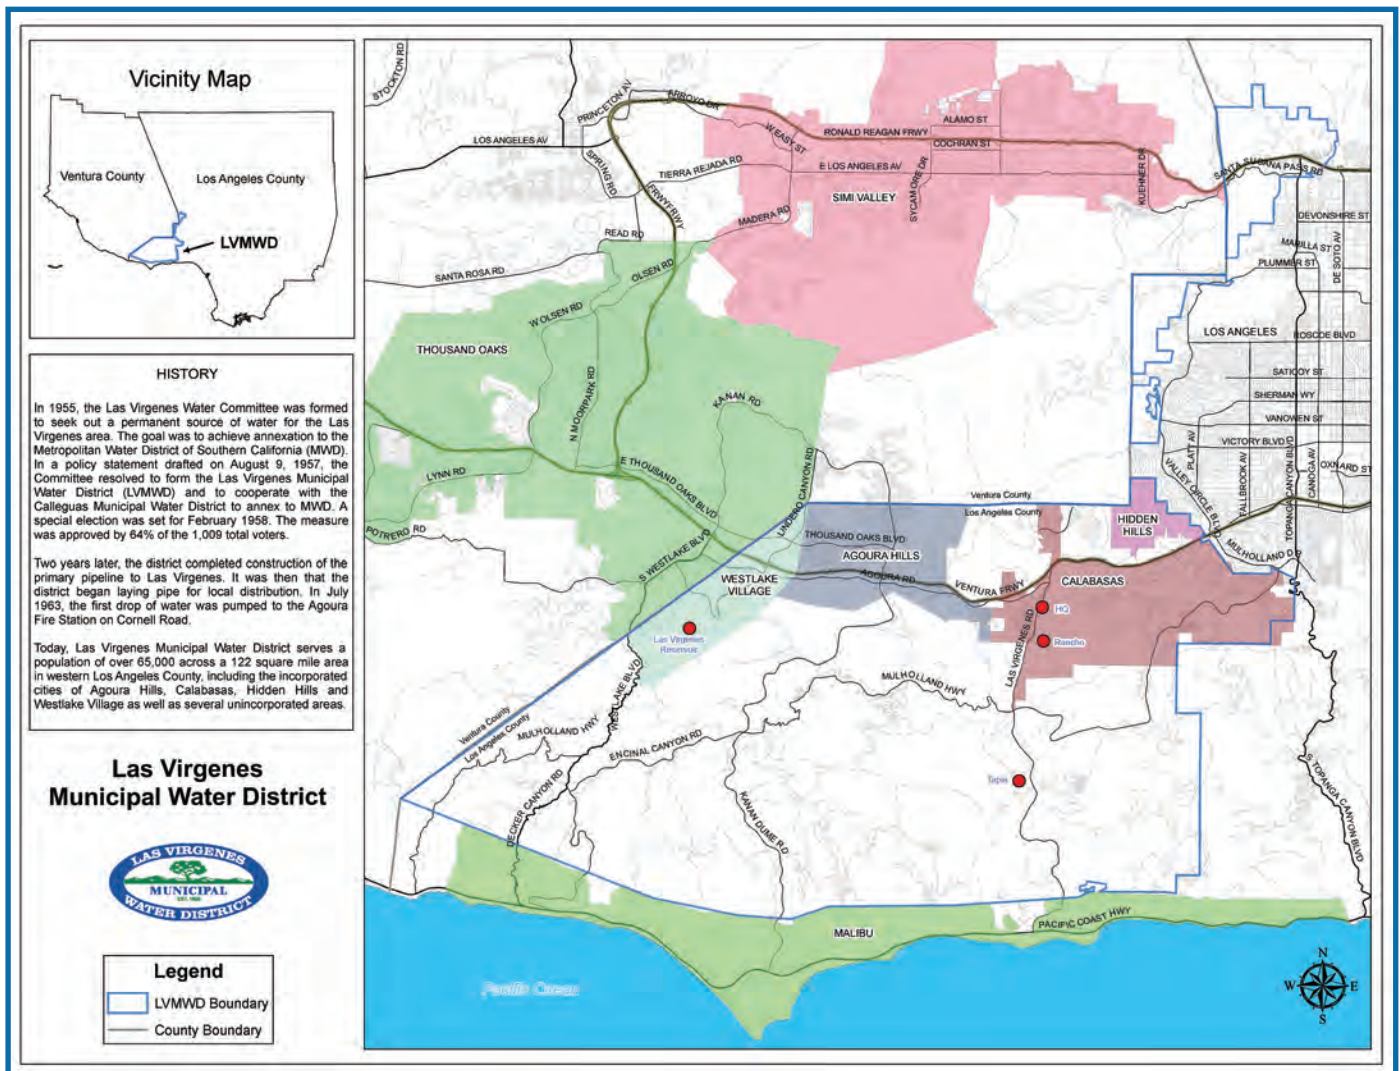 Vicinity Map
Ventura County
Los Angeles County
LVMWD
HISTORY
In 1955, the Las Virgenes Water Committee was formed
to seek out a permanent source of water for the Las
Virgenes area. The goal was to achieve annexation to the
Metropolitan Water District of Southern California (MWD).
In a policy statement drafted on August 9, 1957, the
Committee resolved to form the Las Virgenes Municipal
Water District (LVMWD) and to cooperate with the
Calleguas Municipal Water District to annex to MWD. A
special election was set for February 1958. The measure
was approved by 64% of the 1,009 total voters.
Two years later, the district completed construction of the
primary pipeline to Las Virgenes. It was then that the
district began laying pipe for local distribution. In July
1963, the first drop of water was pumped to the Agoura
Fire Station on Cornell Road.
Today, Las Virgenes Municipal Water District serves a
population of over 65,000 across a 122 square mile area
in western Los Angeles County, including the incorporated
cities of Agoura Hills, Calabasas, Hidden Hills and
Westlake Village as well as several unincorporated areas.
Las Virgenes
Municipal Water District
LAS VIRGENES
MUNICIPAL
WATER DISTRICT
Legend
LVMWD Boundary
County Boundary
STOCKTON RD
PRINCETON AV
ARROYO DR
LOS ANGELES AV
W EASY ST
RONALD REAGAN FRWY
ALAMO ST
COCHRAN ST
SPRING RD
TIERRA REJADA RD
E LOS ANGELES AV
SYCAMORE DR
KUEHNER DR
SANTA SUSANA PASS RD
FRWYFRWY
SIMI VALLEY
MADERA RD
READ RD
DEVONSHIRE ST
MARILLA ST
DE SOTO AV
PLUMMER ST
SANTA ROSA RD
OLSEN RD
W OLSEN RD
THOUSAND OAKS
LOS ANGELES
ROSCOE BLVD
N MOORPARK RD
SATICOY ST
KANAN RD
SHERMAN WY
VANOWEN ST
PLATT AV
VICTORY BLVD
FALLBROOK AV
TOPANGA CANYON BLVD
CANOGA AV
OXNARD ST
VALLEY CIRCLE BLVD
LYNN RD
E THOUSAND OAKS BLVD
LINDERO CANYON RD
POTRERO RD
Ventura County
Los Angeles County
HIDDEN
HILLS
THOUSAND OAKS BLVD
AGOURA HILLS
S WESTLAKE BLVD
WESTLAKE
VILLAGE
AGOURA RD
VENTURA FRWY
CALABASAS
MULHOLLAND DR
HQ
Rancho
LAS VIRGENES RD
Las Virgenes
Reservoir
WESTLAKE BLVD
MULHOLLAND HWY
Ventura County
Los Angeles County
MULHOLLAND HWY
ENCINAL CANYON RD
DECKER CANYON RD
KANAN DUME RD
Tapia
S TOPANGA CANYON BLVD
MALIBU
PACIFIC COAST HWY
Pacific Ocean
N
W
E
S